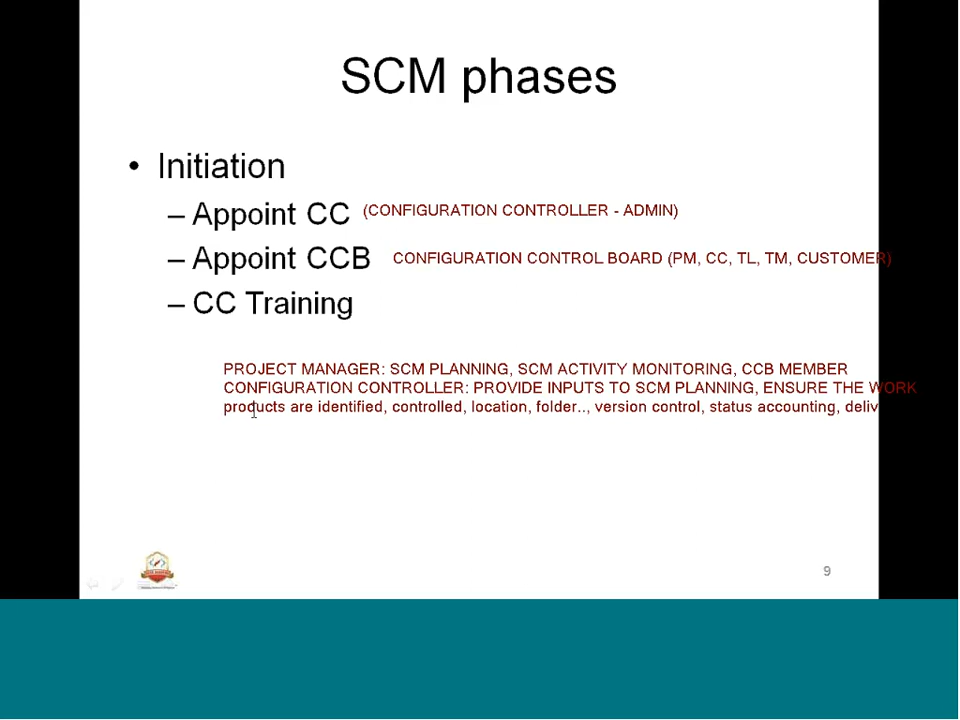 SCM phases
• Initiation
– Appoint CC (CONFIGURATION CONTROLLER - ADMIN)
– Appoint CCB CONFIGURATION CONTROL BOARD (PM, CC, TL, TM, CUSTOMER)
– CC Training
PROJECT MANAGER: SCM PLANNING, SCM ACTIVITY MONITORING, CCB MEMBER
CONFIGURATION CONTROLLER: PROVIDE INPUTS TO SCM PLANNING, ENSURE THE WORK
products are identified, controlled, location, folder.., version control, status accounting, deliv
9